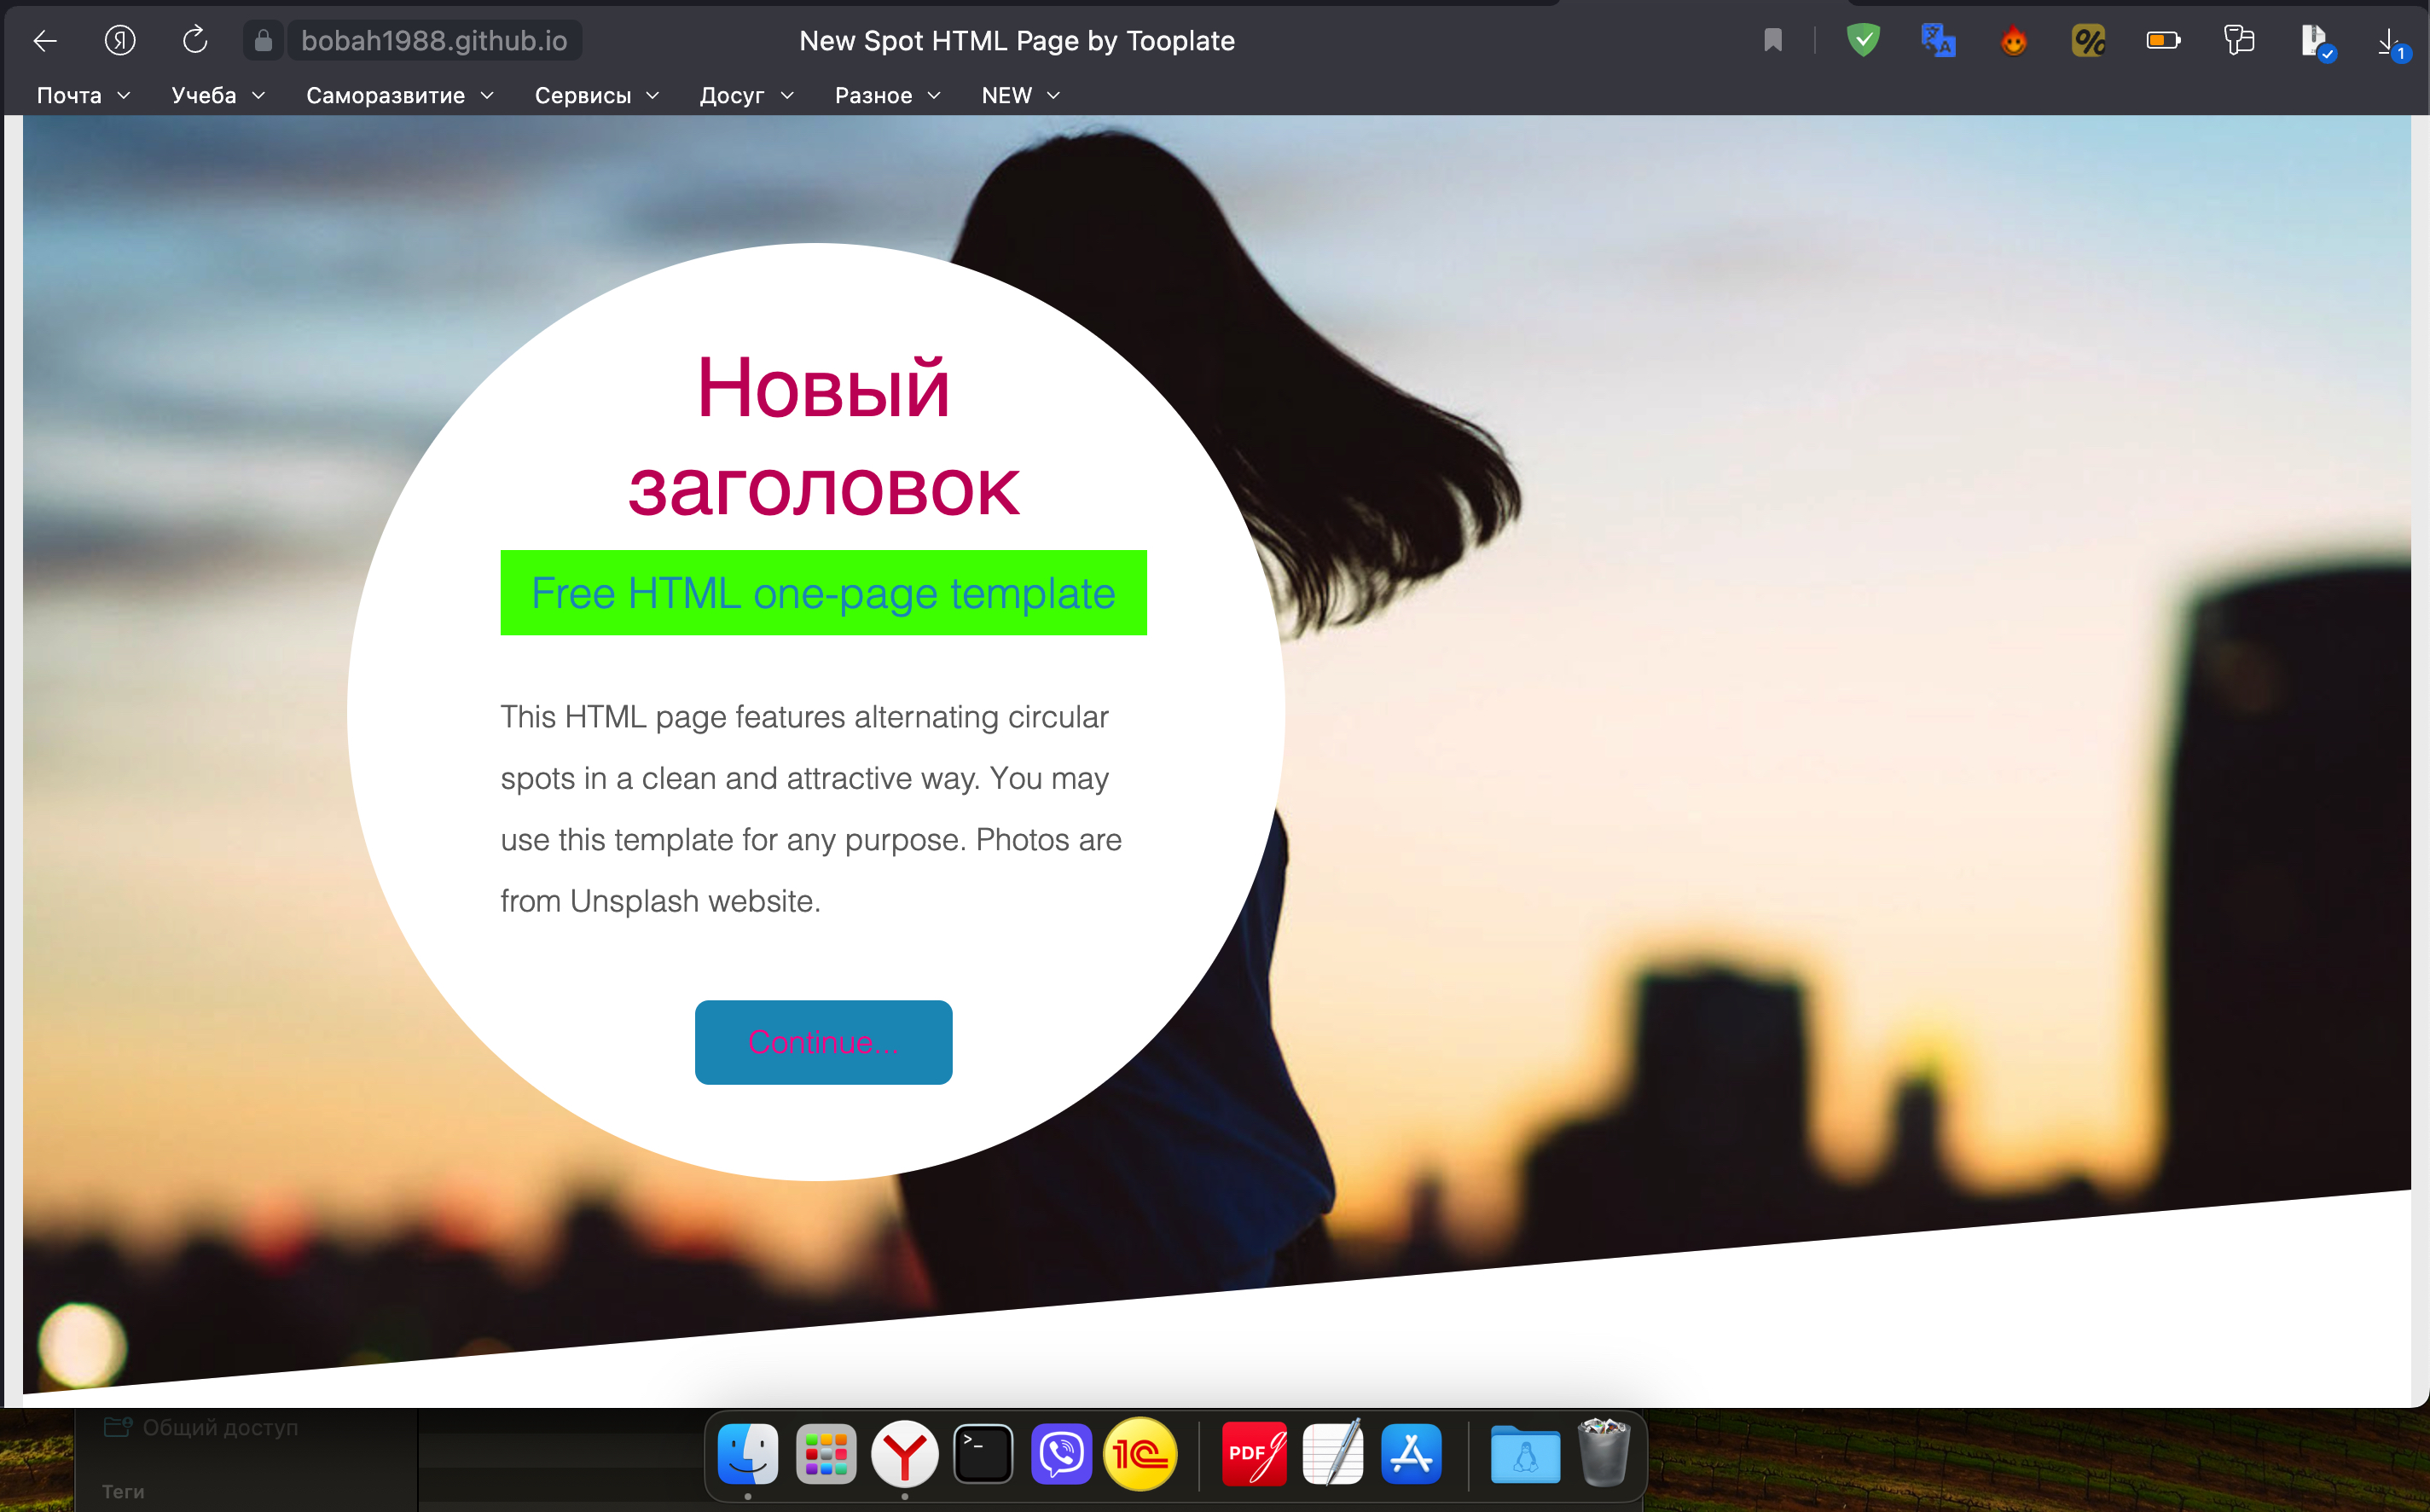 bobah1988.github.io
New Spot HTML Page by Tooplate
1
Почта
Учеба
Саморазвитие
Сервисы
Досуг
Разное
NEW
Новый
заголовок
Free HTML one-page template
This HTML page features alternating circular
spots in a clean and attractive way. You may
use this template for any purpose. Photos are
from Unsplash website.
Continue...
Общий доступ
Теги
>_
1С
PDF